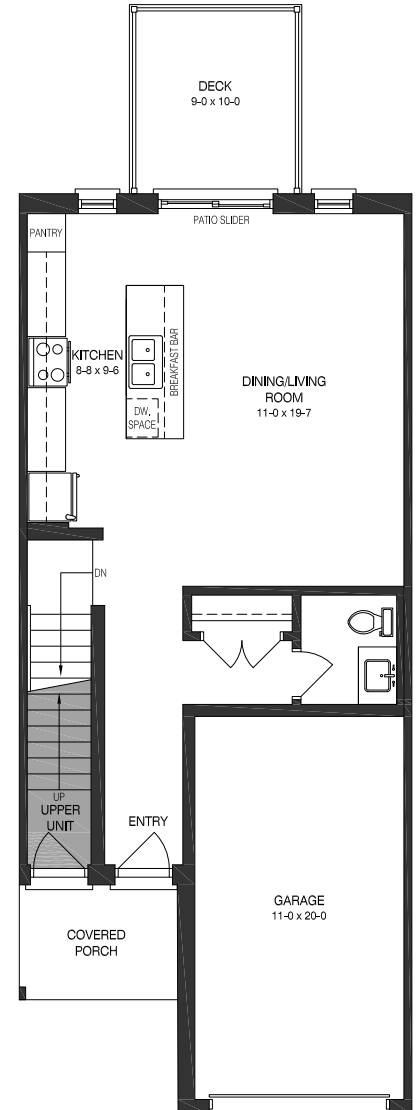 DECK
9-0 x 10-0
PATIO SLIDER
PANTRY
KITCHEN
8-8 x 9-6
BREAKFAST BAR
DW.
SPACE
DINING/LIVING
ROOM
11-0 x 19-7
DN
UP
UPPER
UNIT
ENTRY
COVERED
PORCH
GARAGE
11-0 x 20-0